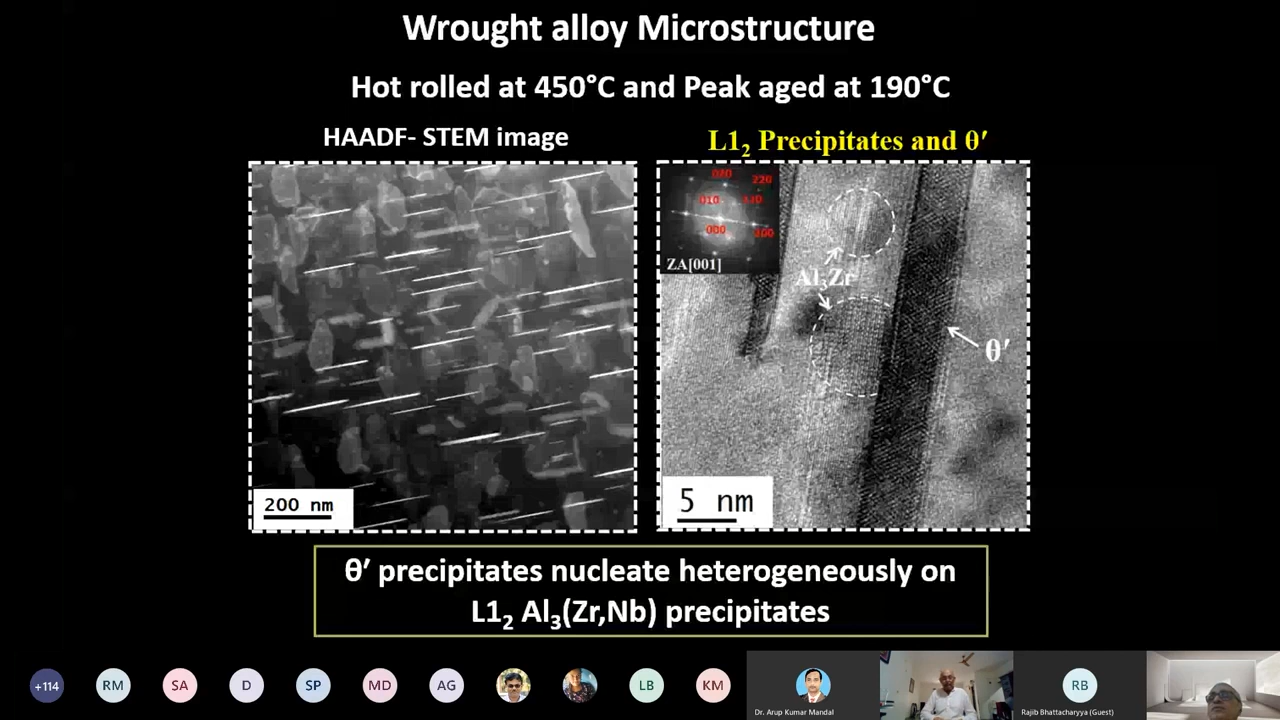 Wrought alloy Microstructure
Hot rolled at 450°C and Peak aged at 190°C
HAADF- STEM image
L1₂ Precipitates and θ′
020
220
010
110
000
200
ZA[001]
Al₃Zr
θ′
200 nm
5 nm
θ′ precipitates nucleate heterogeneously on
L1₂ Al₃(Zr,Nb) precipitates
+114
RM
SA
D
SP
MD
AG
LB
KM
RB
Dr. Arup Kumar Mandal
Rajib Bhattacharyya (Guest)